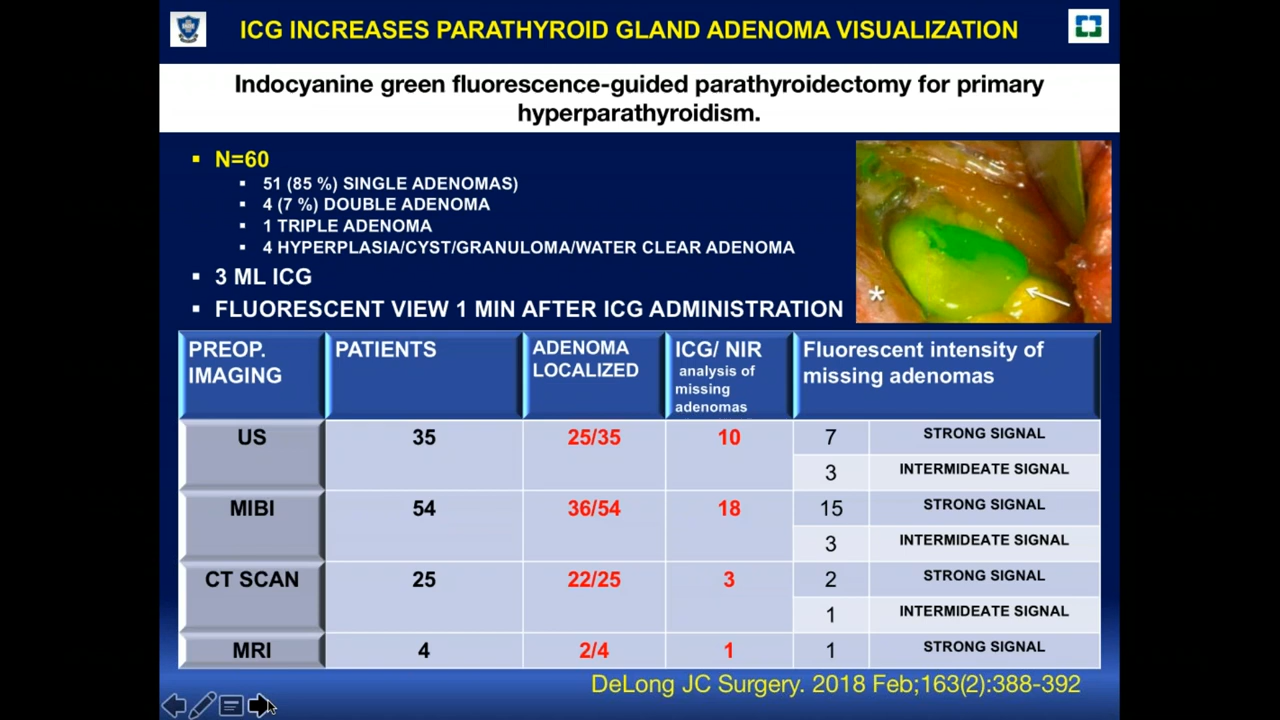 ICG INCREASES PARATHYROID GLAND ADENOMA VISUALIZATION
Indocyanine green fluorescence-guided parathyroidectomy for primary
hyperparathyroidism.
▪ N=60
▪ 51 (85 %) SINGLE ADENOMAS)
▪ 4 (7 %) DOUBLE ADENOMA
▪ 1 TRIPLE ADENOMA
▪ 4 HYPERPLASIA/CYST/GRANULOMA/WATER CLEAR ADENOMA
▪ 3 ML ICG
▪ FLUORESCENT VIEW 1 MIN AFTER ICG ADMINISTRATION
*
PREOP.
IMAGING
PATIENTS
ADENOMA
LOCALIZED
ICG/ NIR
analysis of
missing
adenomas
Fluorescent intensity of
missing adenomas
US 35 25/35 10 7 STRONG SIGNAL
3 INTERMIDEATE SIGNAL
MIBI 54 36/54 18 15 STRONG SIGNAL
3 INTERMIDEATE SIGNAL
CT SCAN 25 22/25 3 2 STRONG SIGNAL
1 INTERMIDEATE SIGNAL
MRI 4 2/4 1 1 STRONG SIGNAL
DeLong JC Surgery. 2018 Feb;163(2):388-392